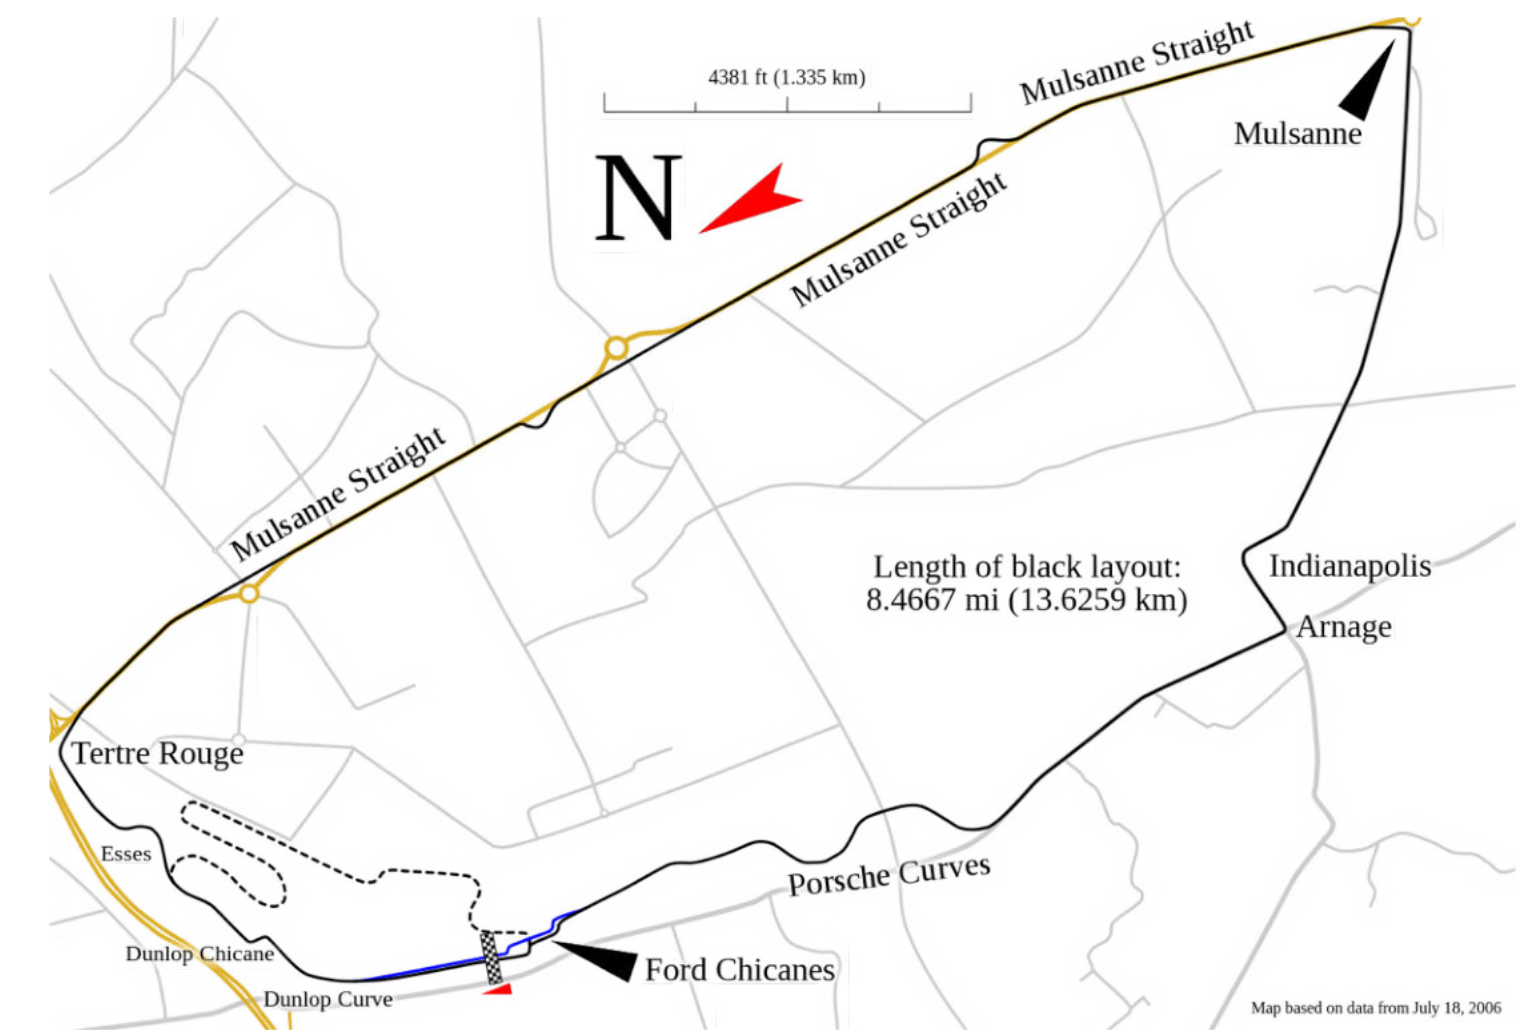 Mulsanne Straight
4381 ft (1.335 km)
Mulsanne
N
Mulsanne Straight
Mulsanne Straight
Length of black layout:
8.4667 mi (13.6259 km)
Indianapolis
Arnage
Tertre Rouge
Esses
Porsche Curves
Dunlop Chicane
Ford Chicanes
Dunlop Curve
Map based on data from July 18, 2006